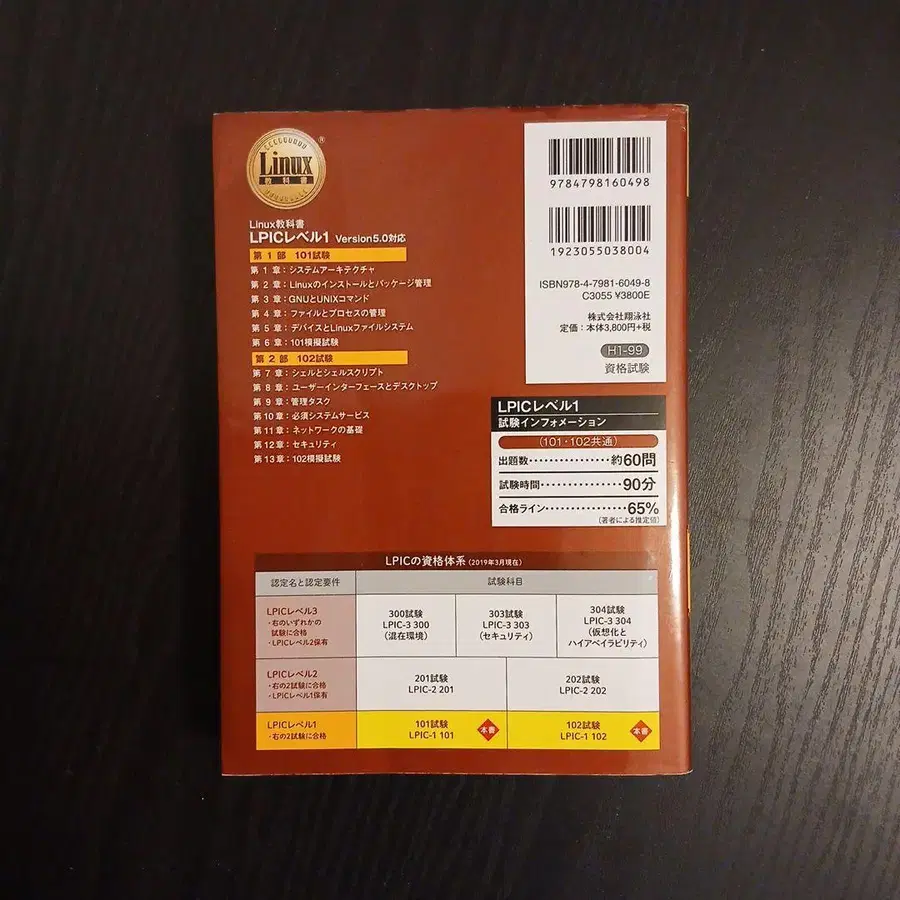 Linux
教科書
®
Linux教科書
LPICレベル1 Version5.0対応
第1部 101試験
第1章：システムアーキテクチャ
第2章：Linuxのインストールとパッケージ管理
第3章：GNUとUNIXコマンド
第4章：ファイルとプロセスの管理
第5章：デバイスとLinuxファイルシステム
第6章：101模擬試験
第2部 102試験
第7章：シェルとシェルスクリプト
第8章：ユーザーインターフェースとデスクトップ
第9章：管理タスク
第10章：必須システムサービス
第11章：ネットワークの基礎
第12章：セキュリティ
第13章：102模擬試験
9784798160498
1923055038004
ISBN978-4-7981-6049-8
C3055 ¥3800E
株式会社翔泳社
定価：本体3,800円+税
H1-99
資格試験
LPICレベル1
試験インフォメーション
（101・102共通）
出題数················約60問
試験時間················90分
合格ライン················65%
（著者による推定値）
LPICの資格体系（2019年3月現在）
認定名と認定要件 試験科目
LPICレベル3
・右のいずれかの
試験に合格
・LPICレベル2保有
300試験
LPIC-3 300
（混在環境）
303試験
LPIC-3 303
（セキュリティ）
304試験
LPIC-3 304
（仮想化と
ハイアベイラビリティ）
LPICレベル2
・右の2試験に合格
・LPICレベル1保有
201試験
LPIC-2 201
202試験
LPIC-2 202
LPICレベル1
・右の2試験に合格
101試験
LPIC-1 101
本書
102試験
LPIC-1 102
本書